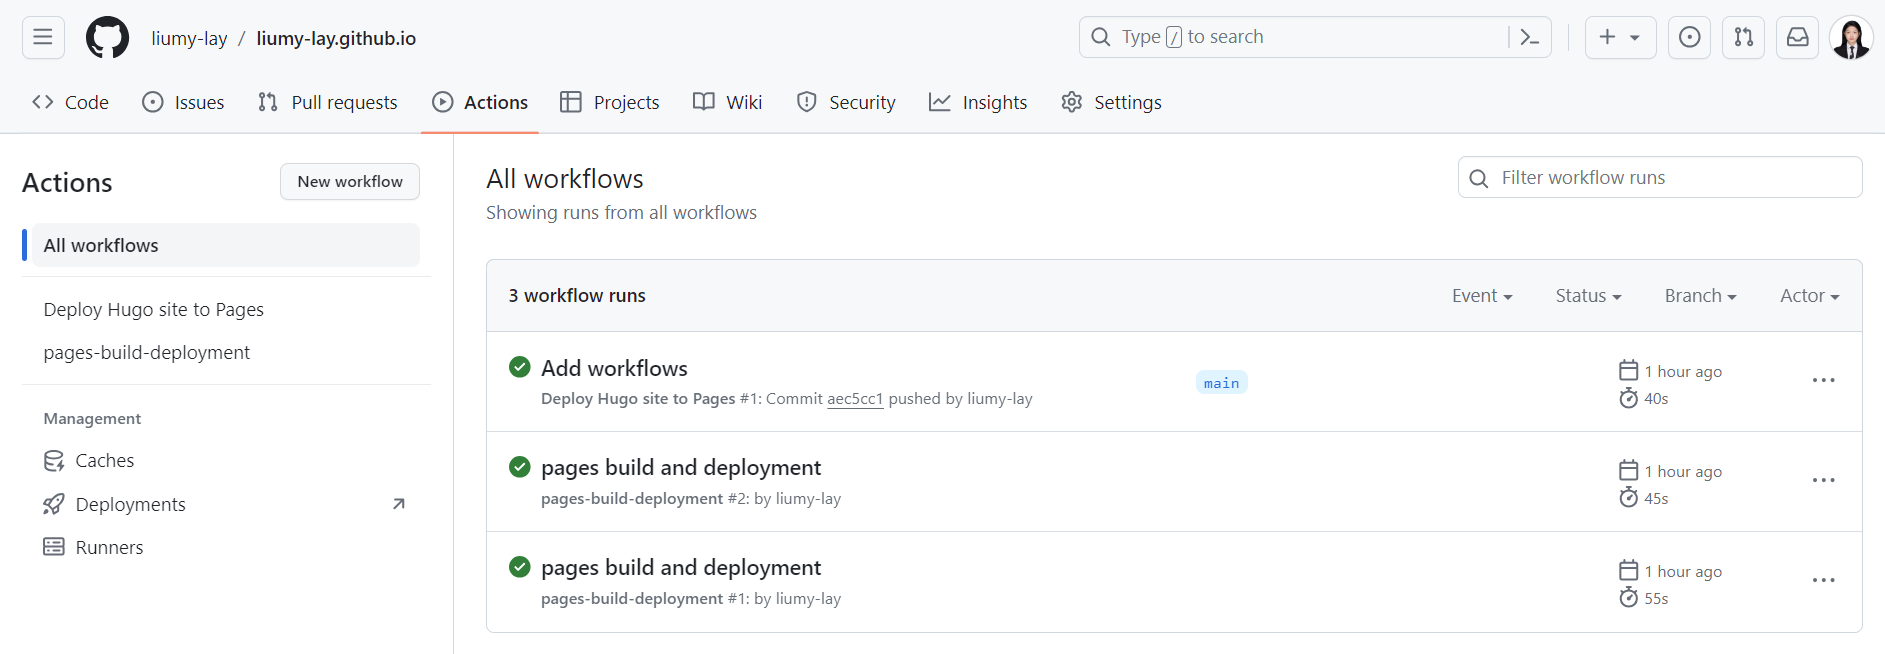 liumy-lay / liumy-lay.github.io
Type / to search
Code Issues Pull requests Actions Projects Wiki Security Insights Settings
Actions
New workflow
All workflows
Deploy Hugo site to Pages
pages-build-deployment
Management
Caches
Deployments
Runners
All workflows
Showing runs from all workflows
Filter workflow runs
3 workflow runs
Event Status Branch Actor
Add workflows
Deploy Hugo site to Pages #1: Commit aec5cc1 pushed by liumy-lay
main
1 hour ago
40s
pages build and deployment
pages-build-deployment #2: by liumy-lay
1 hour ago
45s
pages build and deployment
pages-build-deployment #1: by liumy-lay
1 hour ago
55s